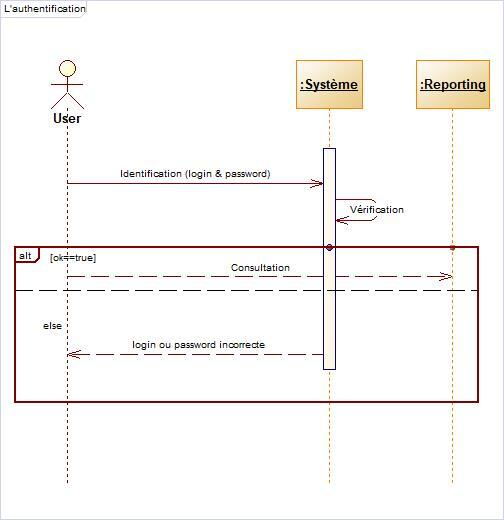 L'authentification
:Système
:Reporting
User
Identification (login & password)
Vérification
alt
[ok==true]
Consultation
else
login ou password incorrecte